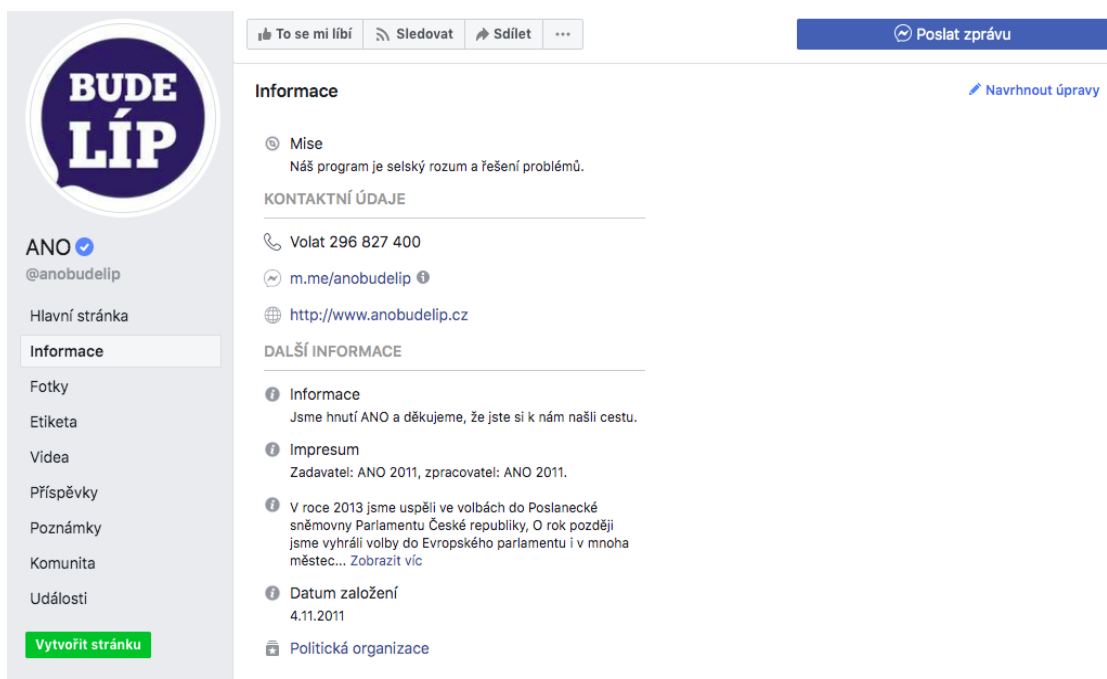 BUDE
LÍP
ANO
@anobudelip
Hlavní stránka
Informace
Fotky
Etiketa
Videa
Příspěvky
Poznámky
Komunita
Události
Vytvořit stránku
To se mi líbí Sledovat Sdílet ...
Poslat zprávu
Informace
Navrhnout úpravy
Mise
Náš program je selský rozum a řešení problémů.
KONTAKTNÍ ÚDAJE
Volat 296 827 400
m.me/anobudelip
http://www.anobudelip.cz
DALŠÍ INFORMACE
Informace
Jsme hnutí ANO a děkujeme, že jste si k nám našli cestu.
Impresum
Zadavatel: ANO 2011, zpracovatel: ANO 2011.
V roce 2013 jsme uspěli ve volbách do Poslanecké
sněmovny Parlamentu České republiky, O rok později
jsme vyhráli volby do Evropského parlamentu i v mnoha
městec... Zobrazit víc
Datum založení
4.11.2011
Politická organizace